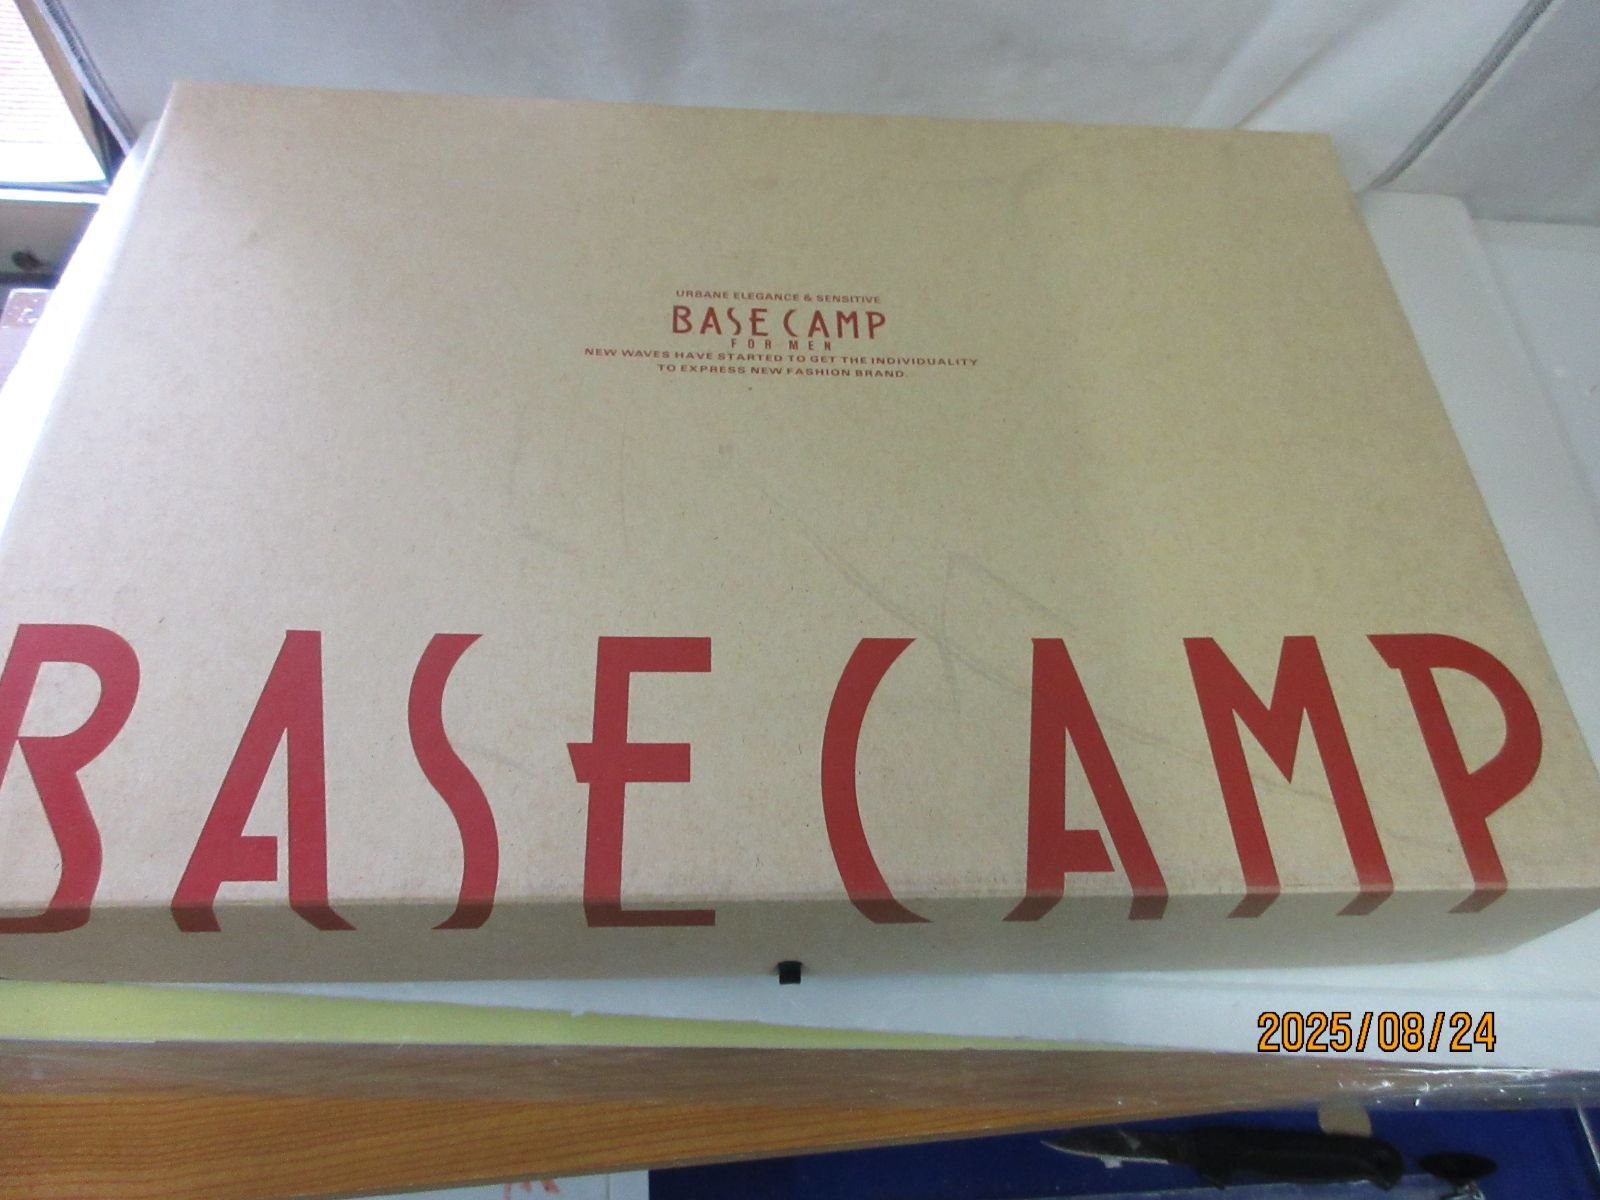 URBANE ELEGANCE & SENSITIVE
BASE CAMP
FOR MEN
NEW WAVES HAVE STARTED TO GET THE INDIVIDUALITY
TO EXPRESS NEW FASHION BRAND.
BASE CAMP
2025/08/24